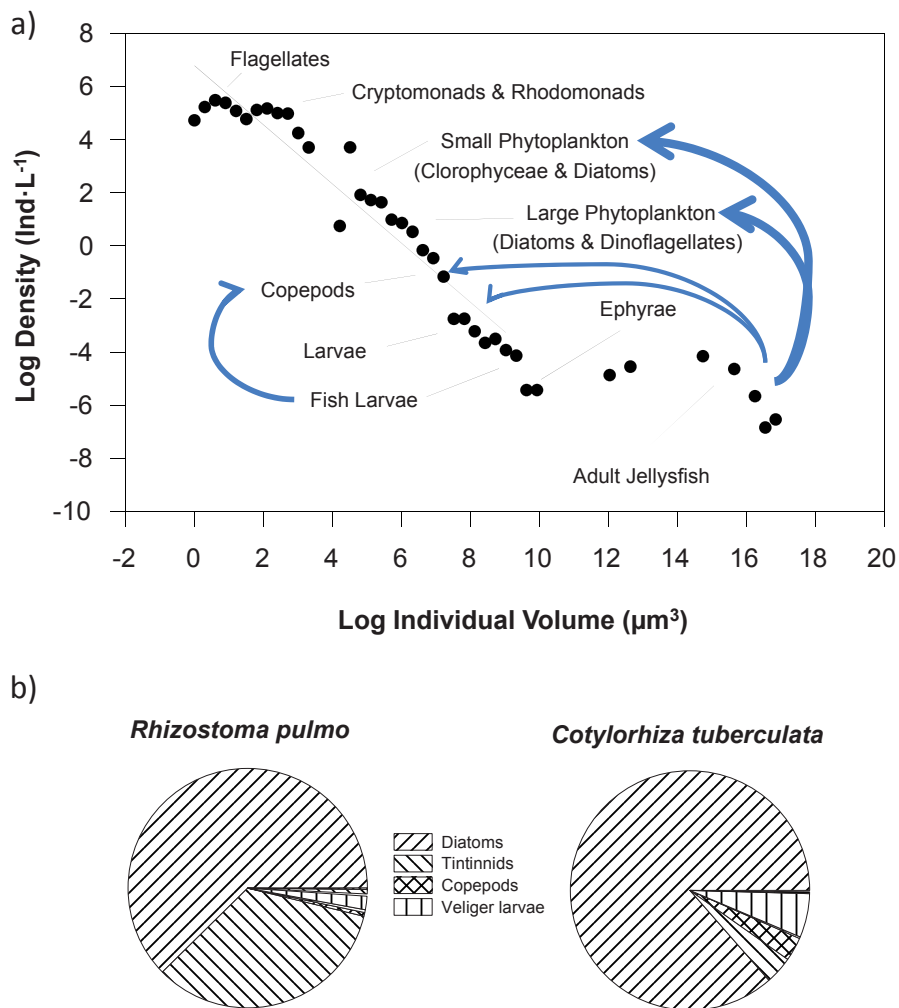 a)
8
6
4
2
0
-2
-4
-6
-8
-10
Log Density (Ind·L-1)
Flagellates
Cryptomonads & Rhodomonads
Small Phytoplankton
(Clorophyceae & Diatoms)
Large Phytoplankton
(Diatoms & Dinoflagellates)
Copepods
Ephyrae
Larvae
Fish Larvae
Adult Jellysfish
-2 0 2 4 6 8 10 12 14 16 18 20
Log Individual Volume (µm3)
b)
Rhizostoma pulmo
Cotylorhiza tuberculata
Diatoms
Tintinnids
Copepods
Veliger larvae